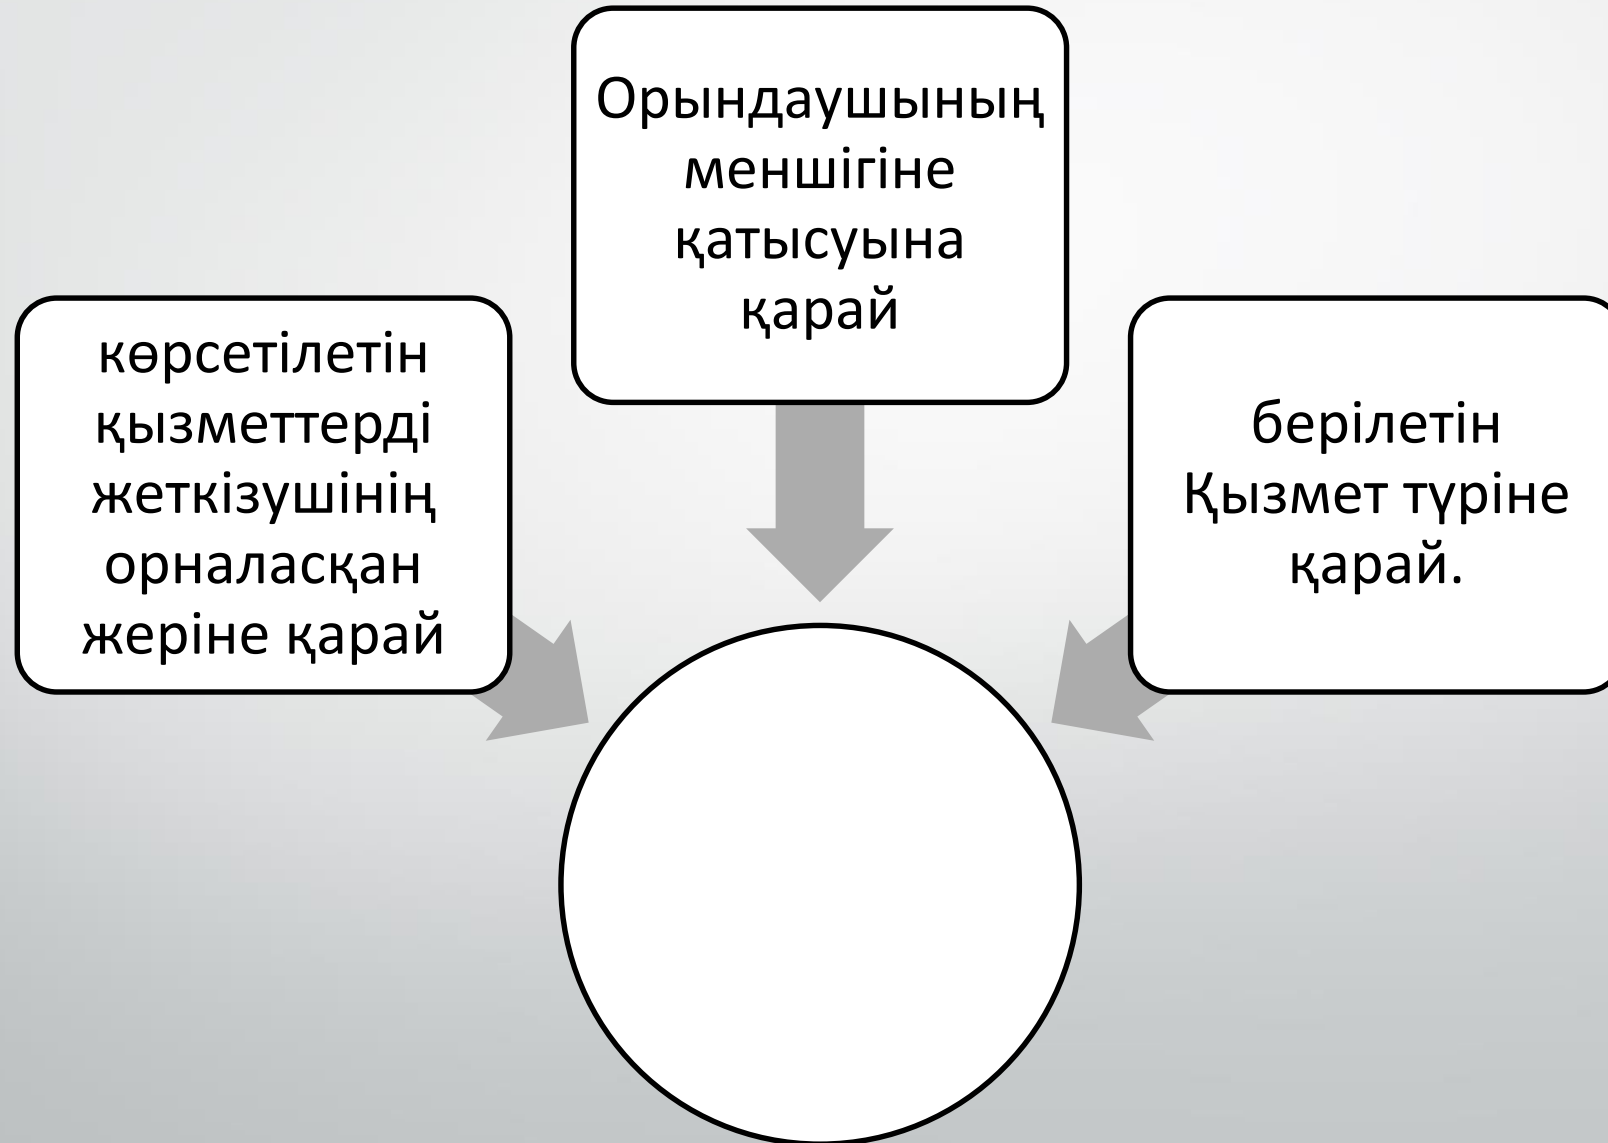 Орындаушының
меншігіне
қатысуына
қарай
көрсетілетін
қызметтерді
жеткізушінің
орналасқан
жеріне қарай
берілетін
Қызмет түріне
қарай.